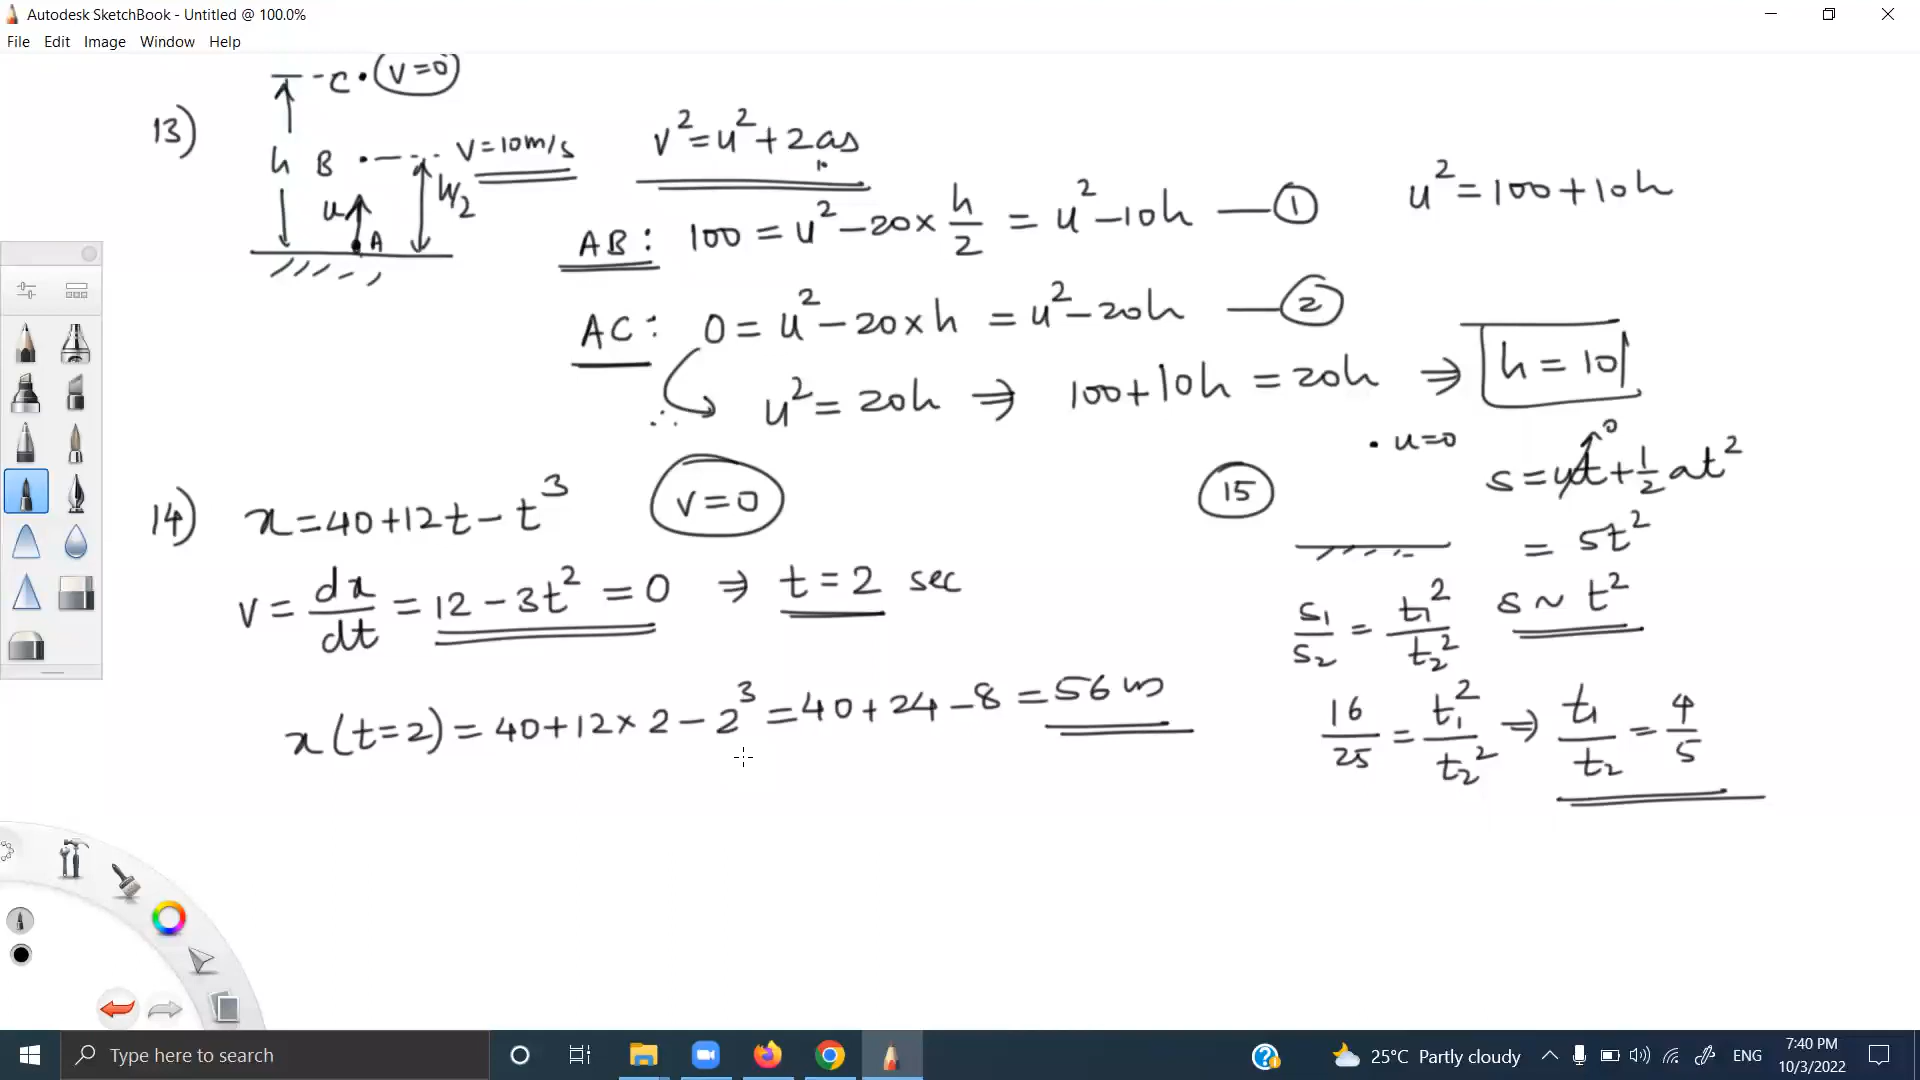 Autodesk SketchBook - Untitled @ 100.0%
File Edit Image Window Help
13)
C V=0
h B V=10m/s
u h/2
A
v²=u²+2as
AB: 100 = u²-20×h/2 = u²-10h — 1
u²=100+10h
AC: 0 = u²-20×h = u²-20h — 2
∴ u²=20h ⇒ 100+10h = 20h ⇒ h = 10
14) x=40+12t-t³ v=0
v = dx/dt = 12-3t² = 0 ⇒ t=2 sec
x(t=2) = 40+12×2-2³ = 40+24-8 = 56 m
15 • u=0
s=ut+½at² 0
= 5t²
s ~ t²
s₁/s₂ = t₁²/t₂²
16/25 = t₁²/t₂² ⇒ t₁/t₂ = 4/5
Type here to search
25°C Partly cloudy ENG 7:40 PM
10/3/2022